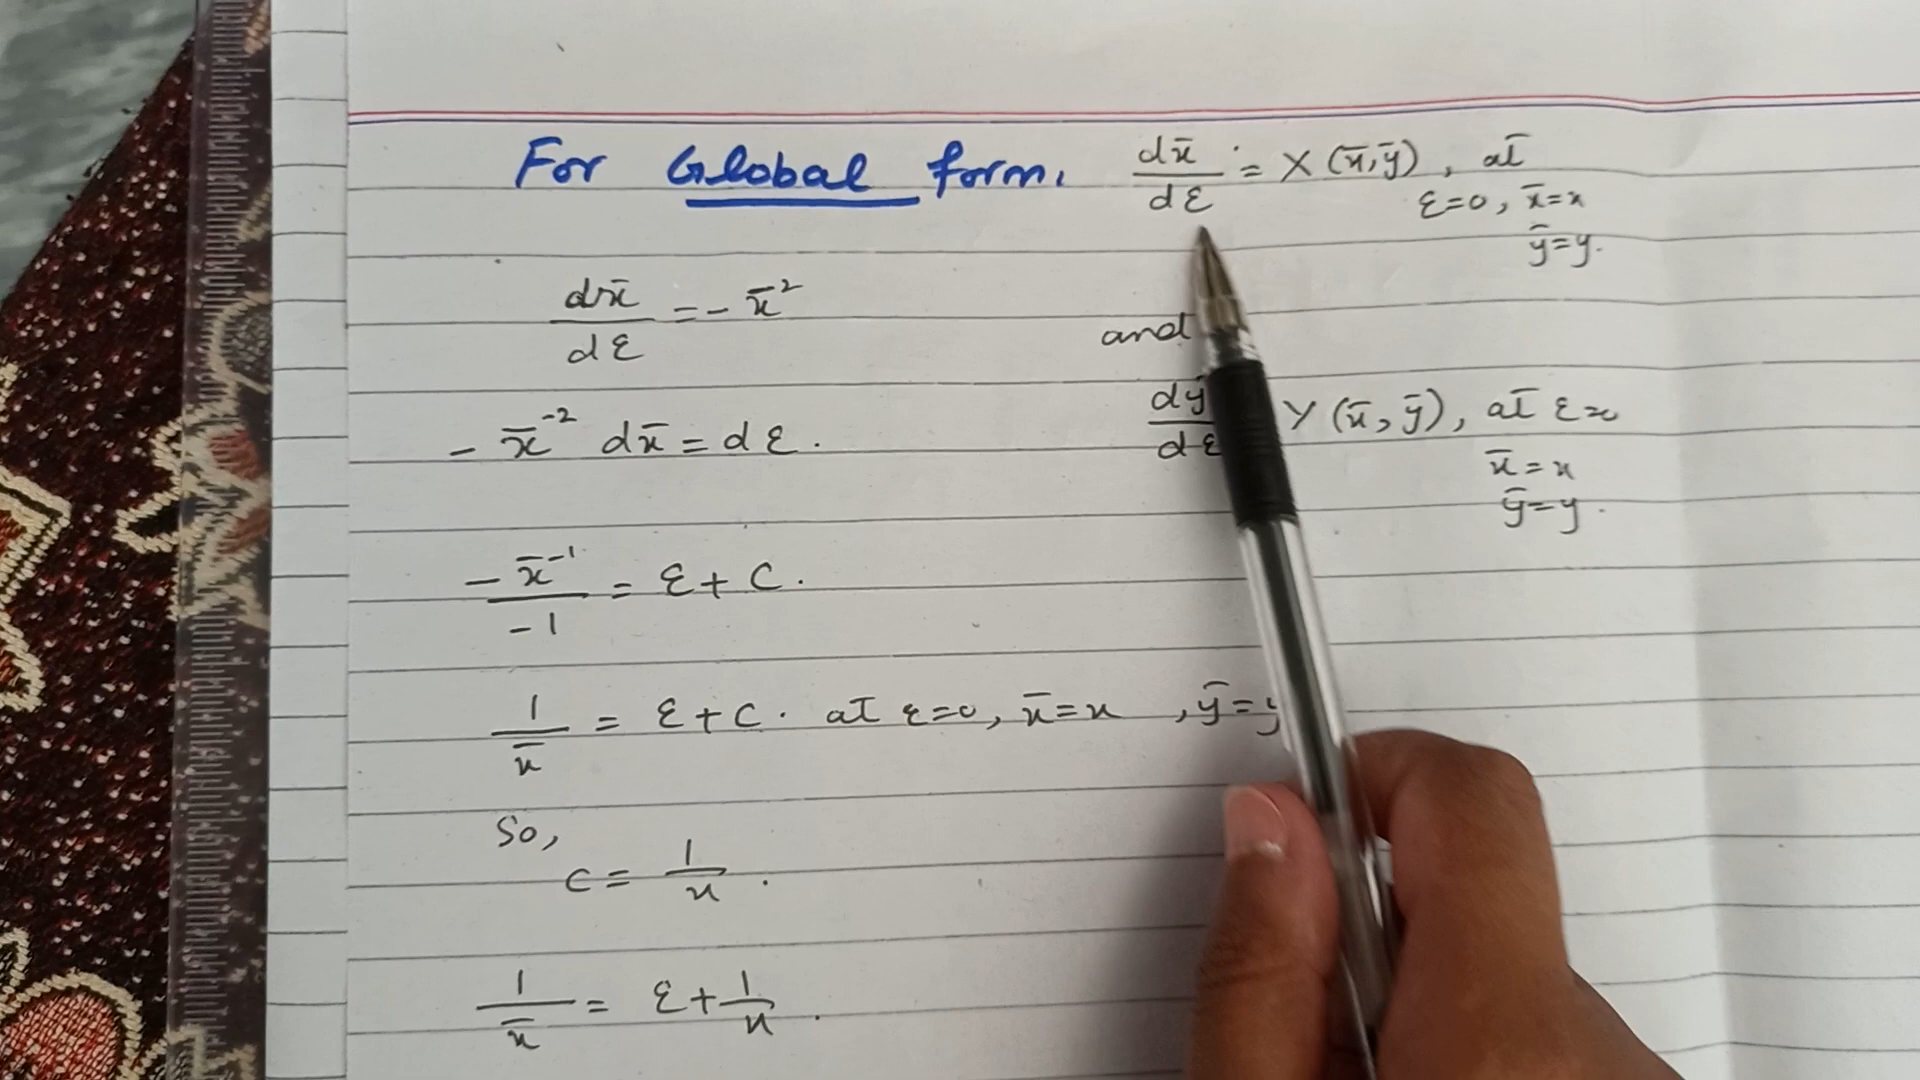 For Global form, dx̄/dε = X(x̄,ȳ), at
ε=0, x̄=x
ȳ=y.
dx̄/dε = -x̄²
and
- x̄⁻² dx̄ = dε.
dy/dε Y(x̄,ȳ), at ε=0
x̄=x
ȳ=y.
-x̄⁻¹/-1 = ε+C.
1/x̄ = ε+C. at ε=0, x̄=x , ȳ=y
So,
C = 1/x.
1/x̄ = ε+1/x.